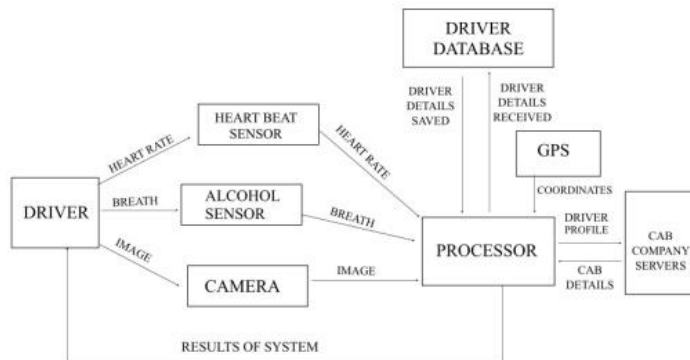 DRIVER
DATABASE
DRIVER
DETAILS
SAVED
DRIVER
DETAILS
RECEIVED
HEART BEAT
SENSOR
HEART RATE
HEART RATE
GPS
COORDINATES
DRIVER
BREATH
ALCOHOL
SENSOR
BREATH
PROCESSOR
DRIVER
PROFILE
CAB
COMPANY
SERVERS
CAB
DETAILS
IMAGE
CAMERA
IMAGE
RESULTS OF SYSTEM